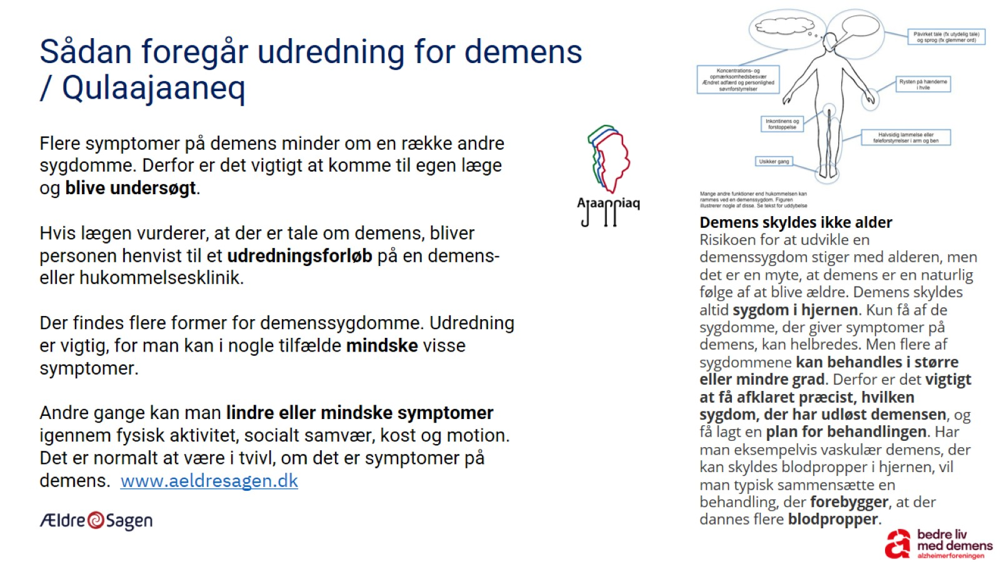 Sådan foregår udredning for demens
/ Qulaajaaneq
Flere symptomer på demens minder om en række andre
sygdomme. Derfor er det vigtigt at komme til egen læge
og blive undersøgt.
Hvis lægen vurderer, at der er tale om demens, bliver
personen henvist til et udredningsforløb på en demens-
eller hukommelsesklinik.
Der findes flere former for demenssygdomme. Udredning
er vigtig, for man kan i nogle tilfælde mindske visse
symptomer.
Andre gange kan man lindre eller mindske symptomer
igennem fysisk aktivitet, socialt samvær, kost og motion.
Det er normalt at være i tvivl, om det er symptomer på
demens. www.aeldresagen.dk
ÆldreSagen
Ajaappiaq
Påvirket tale (fx utydelig tale)
og sprog (fx glemmer ord)
Koncentrations- og
opmærksomhedsbesvær
Ændret adfærd og personlighed
søvnforstyrrelser
Rysten på hænderne
i hvile
Inkontinens og
forstoppelse
Halvsidig lammelse eller
føleforstyrrelser i arm og ben
Usikker gang
Mange andre funktioner end hukommelsen kan
rammes ved en demenssygdom. Figuren
illustrerer nogle af disse. Se tekst for uddybelse
Demens skyldes ikke alder
Risikoen for at udvikle en
demenssygdom stiger med alderen, men
det er en myte, at demens er en naturlig
følge af at blive ældre. Demens skyldes
altid sygdom i hjernen. Kun få af de
sygdomme, der giver symptomer på
demens, kan helbredes. Men flere af
sygdommene kan behandles i større
eller mindre grad. Derfor er det vigtigt
at få afklaret præcist, hvilken
sygdom, der har udløst demensen, og
få lagt en plan for behandlingen. Har
man eksempelvis vaskulær demens, der
kan skyldes blodpropper i hjernen, vil
man typisk sammensætte en
behandling, der forebygger, at der
dannes flere blodpropper.
bedre liv
med demens
alzheimerforeningen